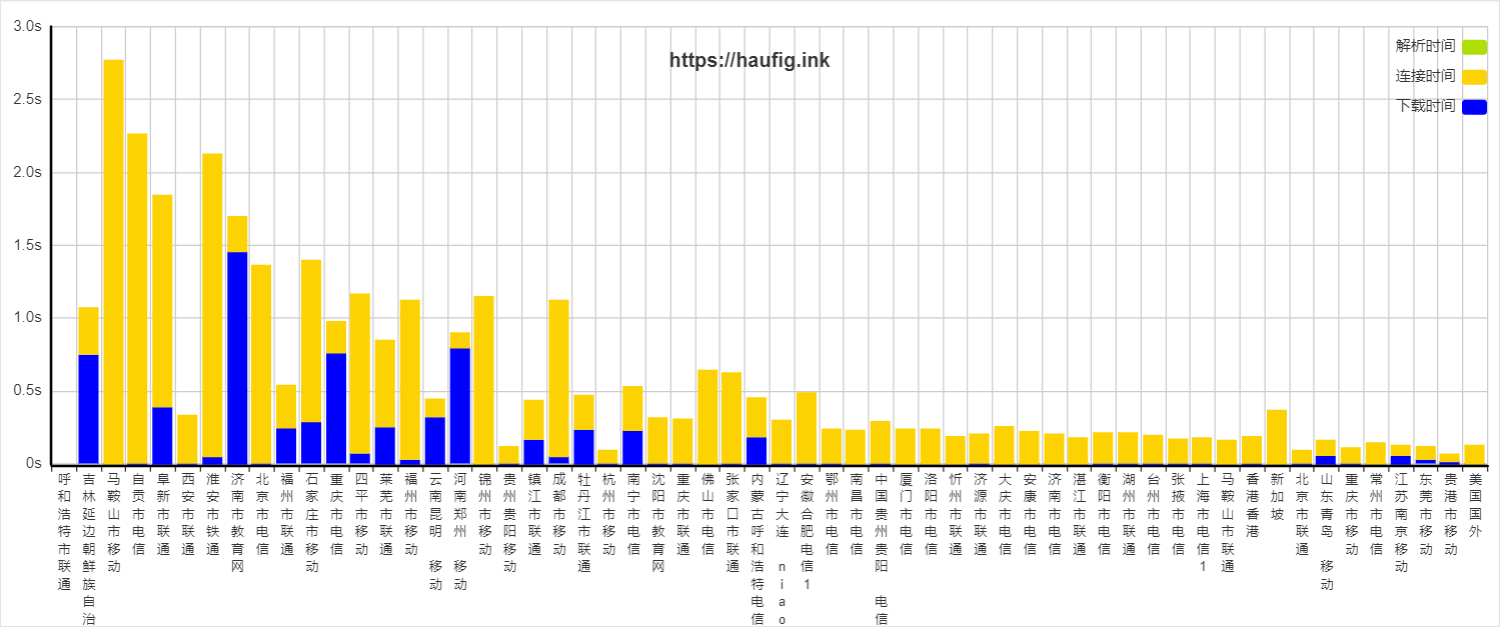 https://haufig.ink
解析时间
连接时间
下载时间
3.0s
2.5s
2.0s
1.5s
1.0s
0.5s
0s
呼和浩特市联通
吉林延边朝鲜族自治
马鞍山市移动
自贡市电信
阜新市联通
西安市联通
淮安市铁通
济南市教育网
北京市电信
福州市联通
石家庄市移动
重庆市电信
四平市移动
莱芜市联通
福州市移动
云南昆明 移动
河南郑州 移动
锦州市移动
贵州贵阳移动
镇江市联通
成都市移动
牡丹江市联通
杭州市移动
南宁市电信
沈阳市教育网
重庆市联通
佛山市电信
张家口市联通
内蒙古呼和浩特电信
辽宁大连 niao
安徽合肥电信1
鄂州市电信
南昌市电信
中国贵州贵阳 电信
厦门市电信
洛阳市电信
忻州市联通
济源市联通
大庆市电信
安康市电信
济南市电信
湛江市联通
衡阳市电信
湖州市联通
台州市电信
张掖市电信
上海市电信1
马鞍山市联通
香港香港
新加坡
北京市联通
山东青岛 移动
重庆市移动
常州市电信
江苏南京移动
东莞市移动
贵港市移动
美国国外